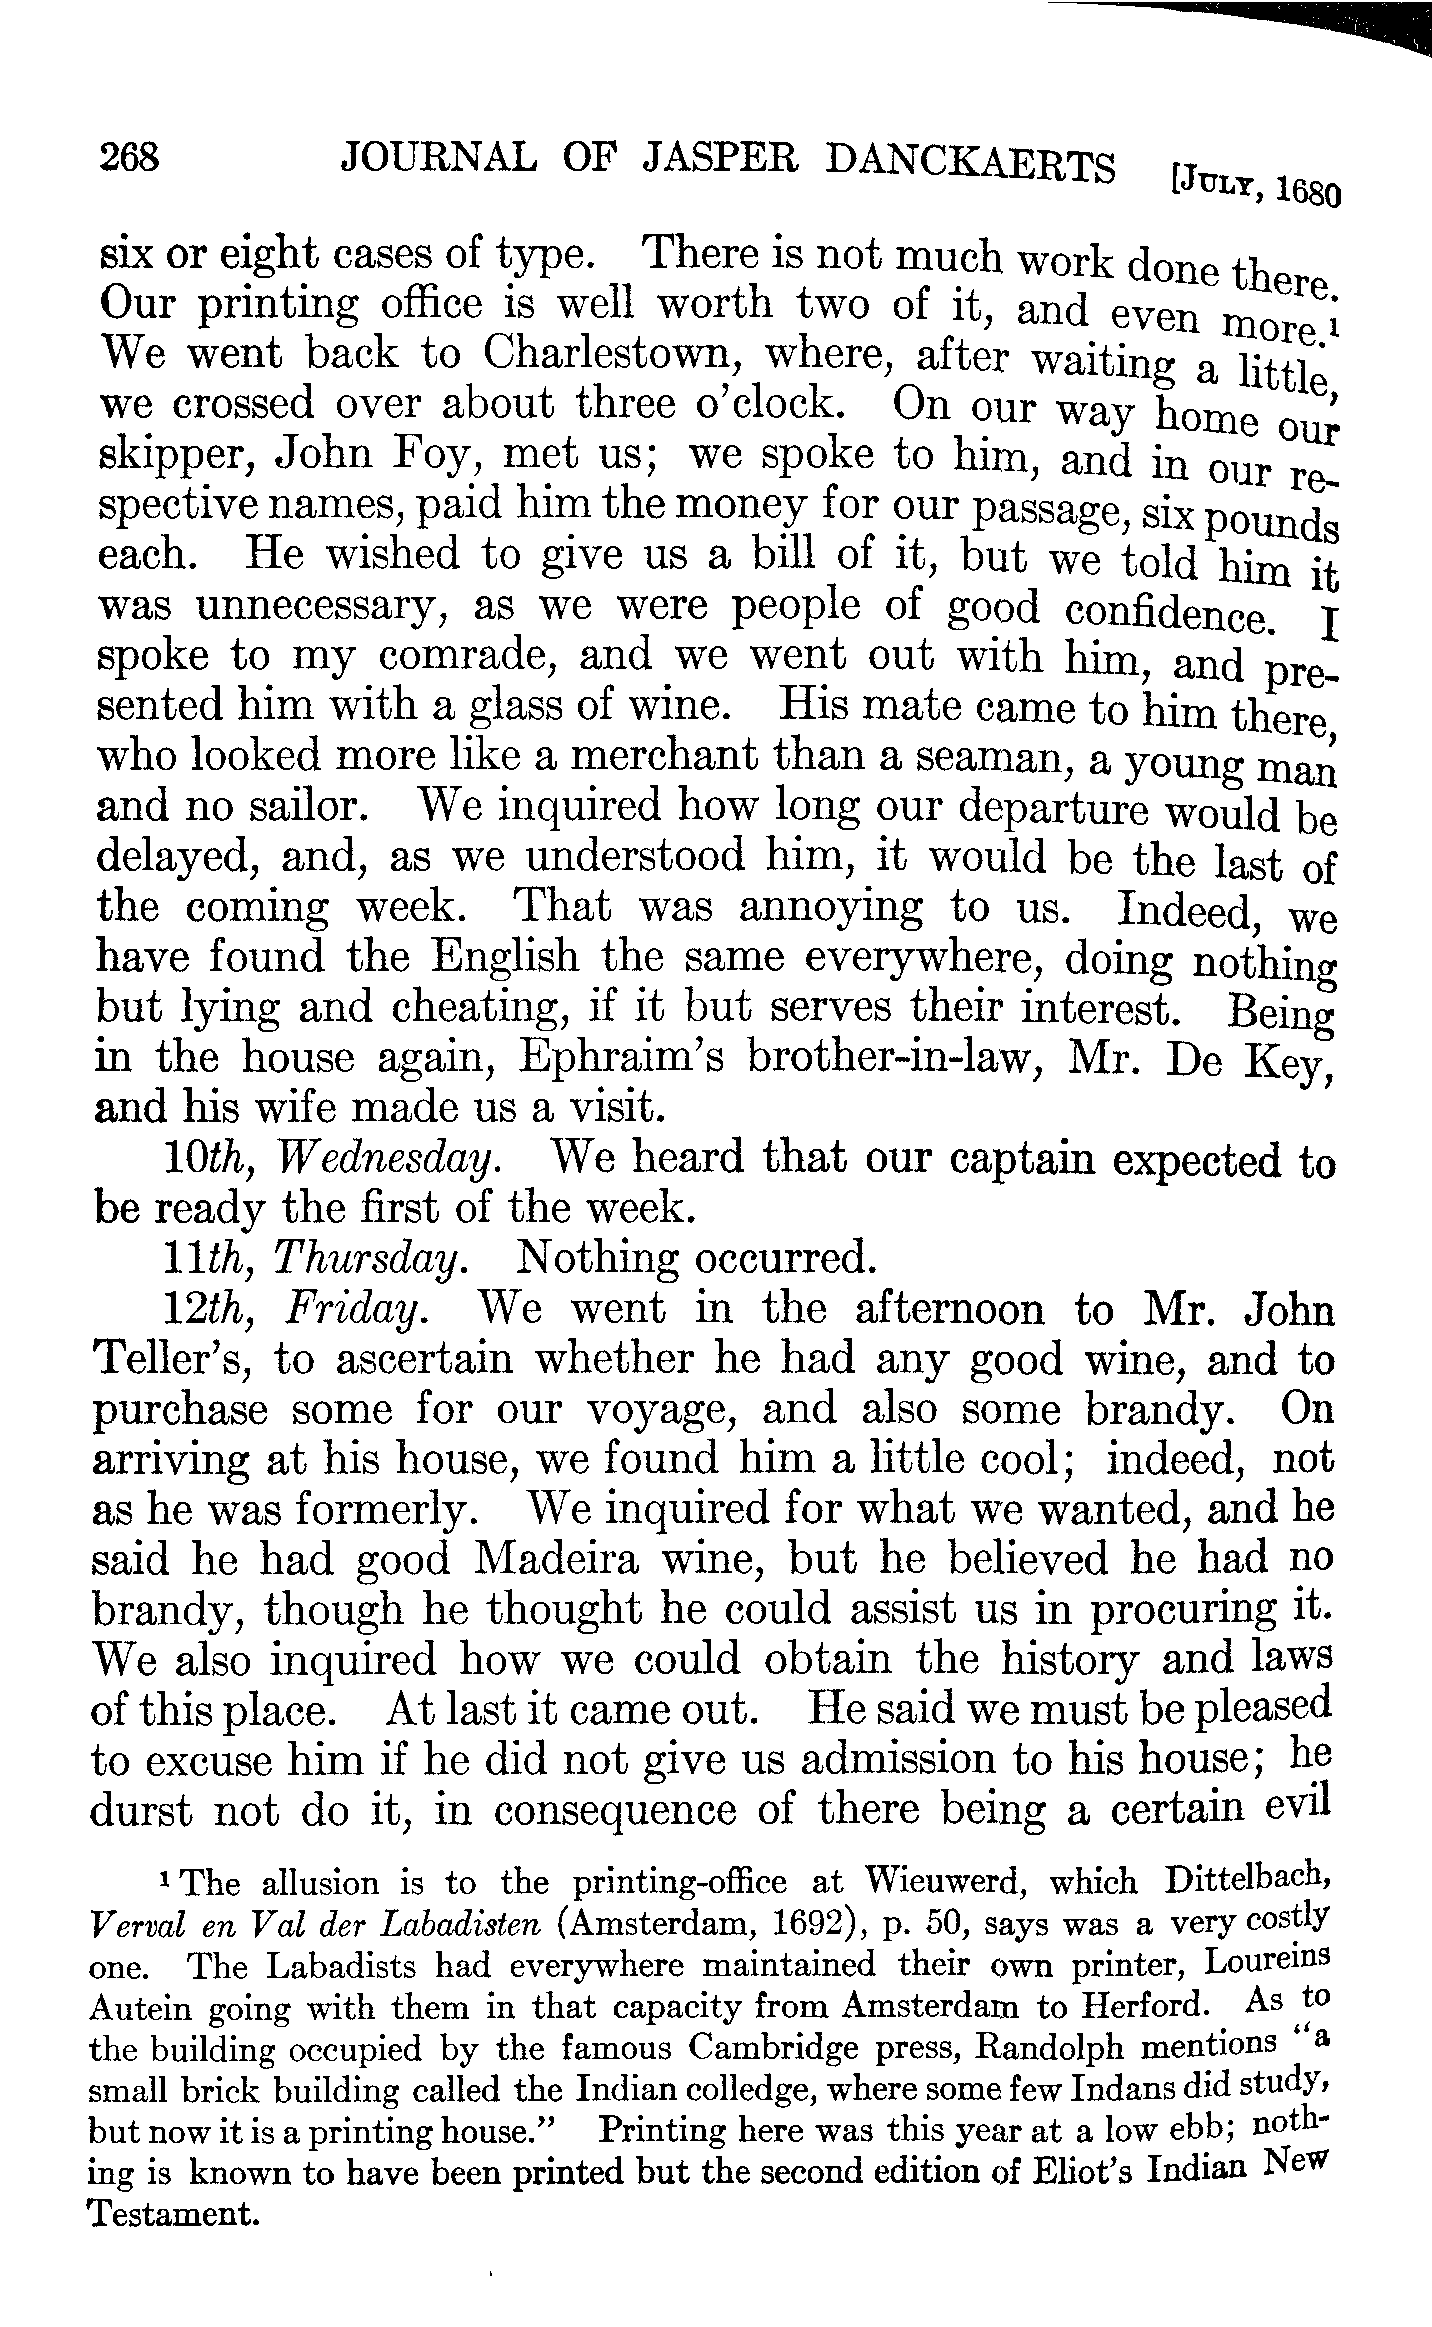 268 JOURNAL OF JASPER DANCKAERTS [JULY, 1680
six or eight cases of type. There is not much work done there.
Our printing office is well worth two of it, and even more.¹
We went back to Charlestown, where, after waiting a little,
we crossed over about three o'clock. On our way home our
skipper, John Foy, met us; we spoke to him, and in our re-
spective names, paid him the money for our passage, six pounds
each. He wished to give us a bill of it, but we told him it
was unnecessary, as we were people of good confidence. I
spoke to my comrade, and we went out with him, and pre-
sented him with a glass of wine. His mate came to him there,
who looked more like a merchant than a seaman, a young man
and no sailor. We inquired how long our departure would be
delayed, and, as we understood him, it would be the last of
the coming week. That was annoying to us. Indeed, we
have found the English the same everywhere, doing nothing
but lying and cheating, if it but serves their interest. Being
in the house again, Ephraim's brother-in-law, Mr. De Key,
and his wife made us a visit.
10th, Wednesday. We heard that our captain expected to
be ready the first of the week.
11th, Thursday. Nothing occurred.
12th, Friday. We went in the afternoon to Mr. John
Teller's, to ascertain whether he had any good wine, and to
purchase some for our voyage, and also some brandy. On
arriving at his house, we found him a little cool; indeed, not
as he was formerly. We inquired for what we wanted, and he
said he had good Madeira wine, but he believed he had no
brandy, though he thought he could assist us in procuring it.
We also inquired how we could obtain the history and laws
of this place. At last it came out. He said we must be pleased
to excuse him if he did not give us admission to his house; he
durst not do it, in consequence of there being a certain evil
¹ The allusion is to the printing-office at Wieuwerd, which Dittelbach,
Verval en Val der Labadisten (Amsterdam, 1692), p. 50, says was a very costly
one. The Labadists had everywhere maintained their own printer, Loureins
Autein going with them in that capacity from Amsterdam to Herford. As to
the building occupied by the famous Cambridge press, Randolph mentions "a
small brick building called the Indian colledge, where some few Indans did study,
but now it is a printing house." Printing here was this year at a low ebb; noth-
ing is known to have been printed but the second edition of Eliot's Indian New
Testament.